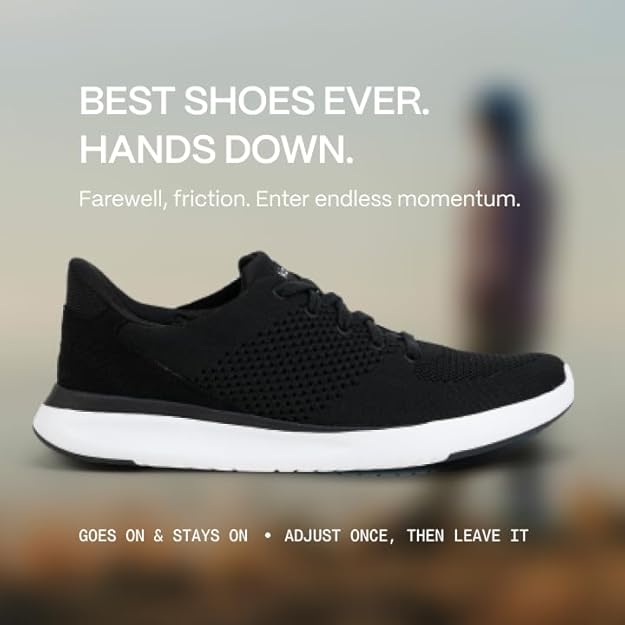 BEST SHOES EVER.
HANDS DOWN.
Farewell, friction. Enter endless momentum.
GOES ON & STAYS ON • ADJUST ONCE, THEN LEAVE IT